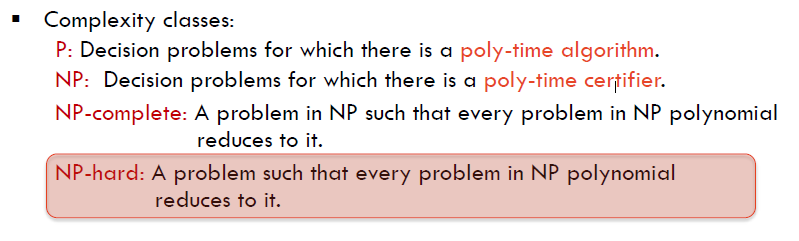 ▪ Complexity classes:
P: Decision problems for which there is a poly-time algorithm.
NP: Decision problems for which there is a poly-time certifier.
NP-complete: A problem in NP such that every problem in NP polynomial
reduces to it.
NP-hard: A problem such that every problem in NP polynomial
reduces to it.